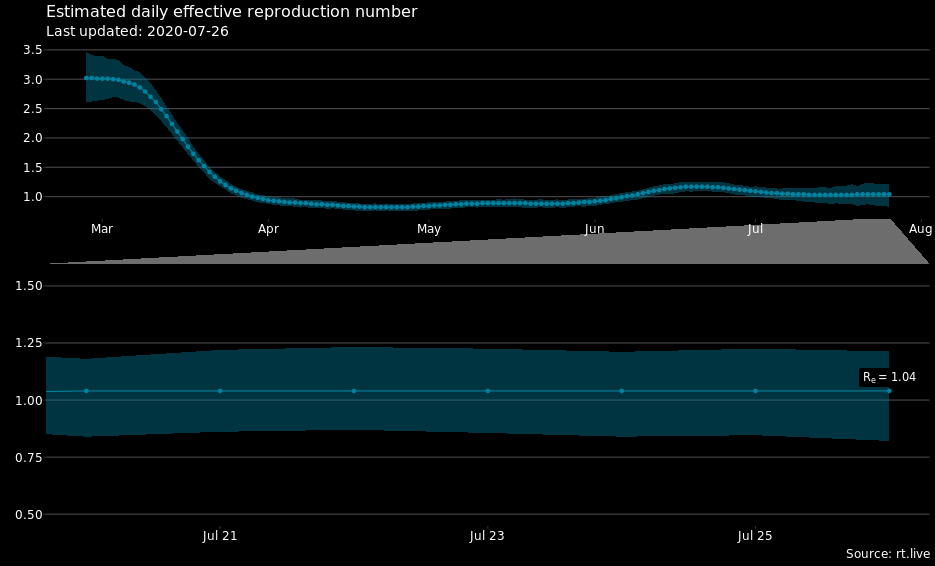 Estimated daily effective reproduction number
Last updated: 2020-07-26
3.5
3.0
2.5
2.0
1.5
1.0
Mar Apr May Jun Jul Aug
1.50
1.25
Re = 1.04
1.00
0.75
0.50
Jul 21 Jul 23 Jul 25
Source: rt.live